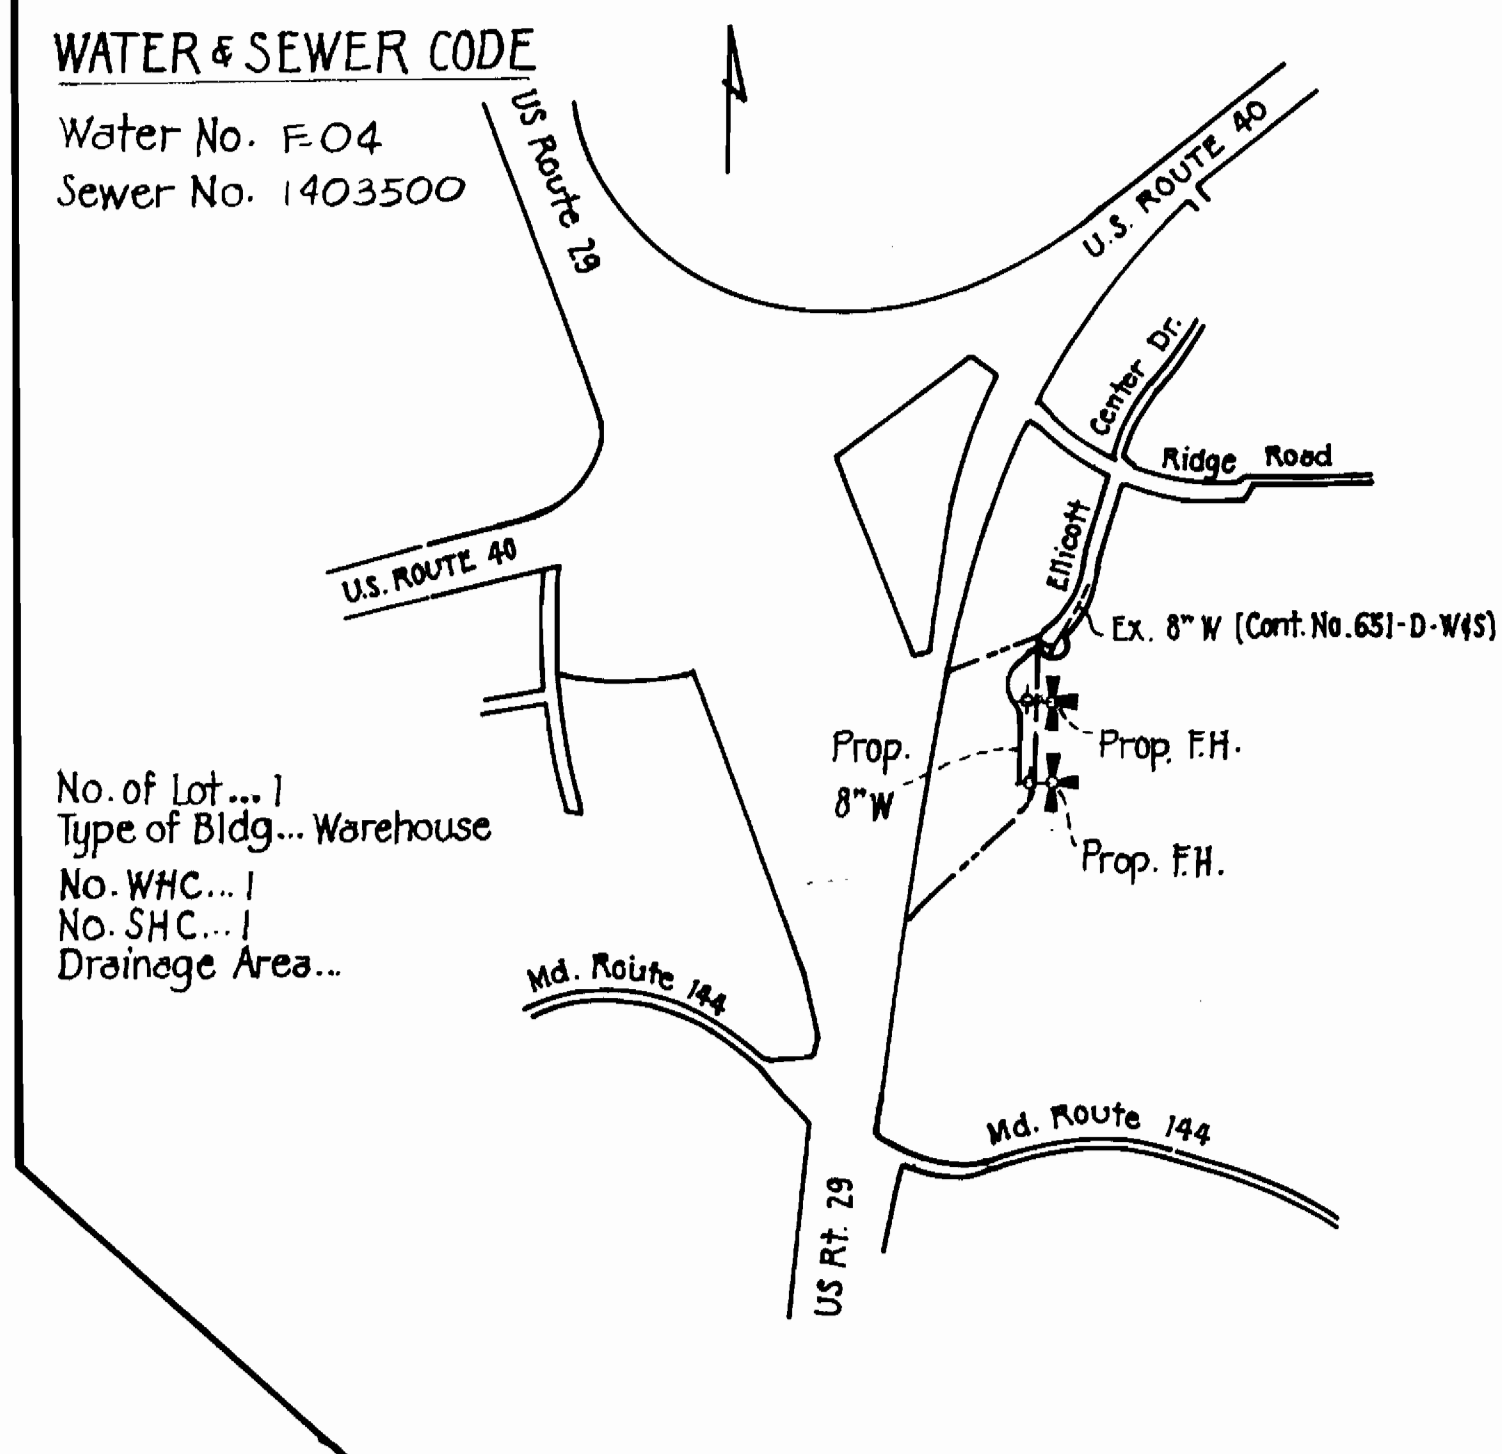 WATER & SEWER CODE
Water No. E04
Sewer No. 1403500
US Route 29
U.S. ROUTE 40
Center Dr.
Ridge Road
Ellicott
U.S. ROUTE 40
Ex. 8" W [Cont. No. 651-D-W&S]
Prop.
8" W
Prop. F.H.
Prop. F.H.
No. of Lot... 1
Type of Bldg... Warehouse
No. WHC... 1
No. SHC... 1
Drainage Area...
Md. Route 144
Md. Route 144
US Rt. 29